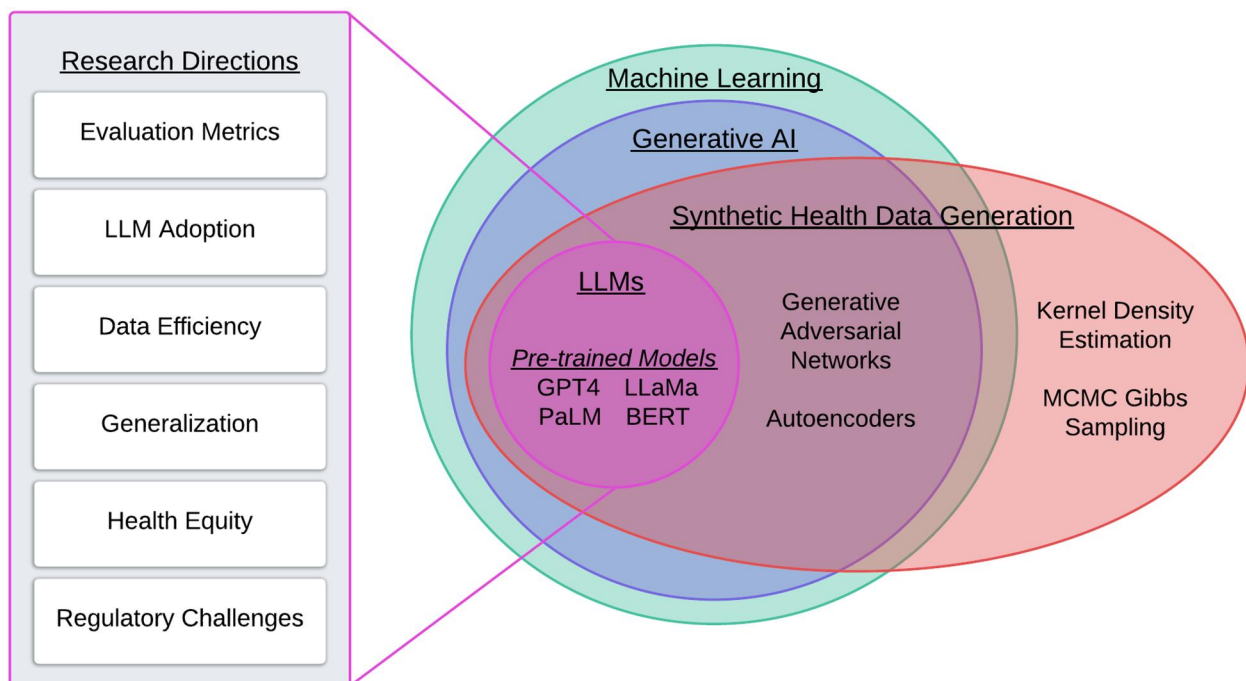 Research Directions
Evaluation Metrics
LLM Adoption
Data Efficiency
Generalization
Health Equity
Regulatory Challenges
Machine Learning
Generative AI
Synthetic Health Data Generation
LLMs
Pre-trained Models
GPT4 LLaMa
PaLM BERT
Generative
Adversarial
Networks
Autoencoders
Kernel Density
Estimation
MCMC Gibbs
Sampling